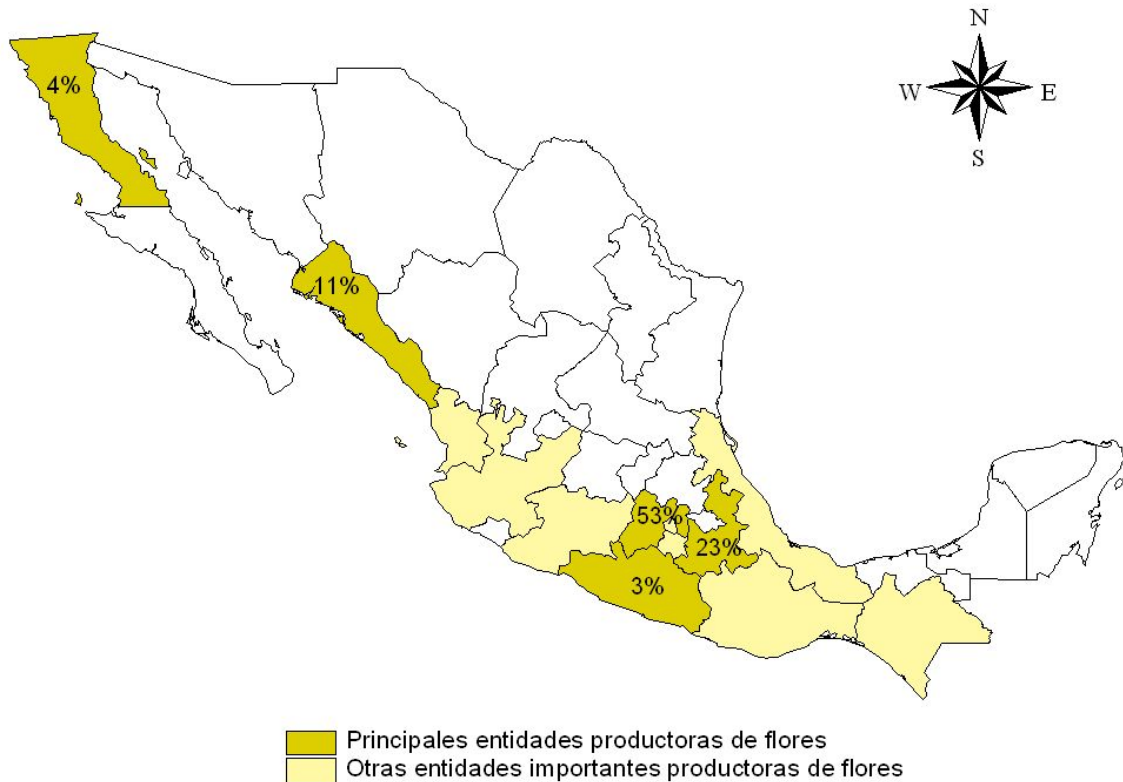 N
4%
W E
S
11%
53%
23%
3%
Principales entidades productoras de flores
Otras entidades importantes productoras de flores